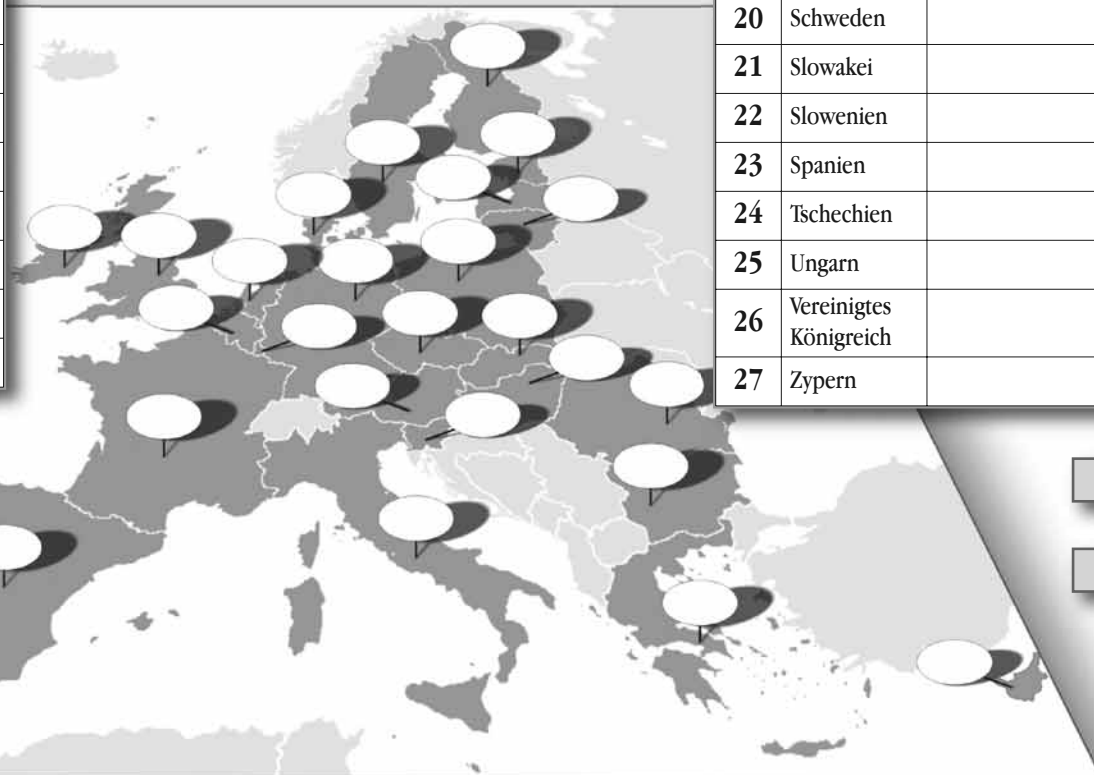 20 Schweden
21 Slowakei
22 Slowenien
23 Spanien
24 Tschechien
25 Ungarn
26 Vereinigtes
Königreich
27 Zypern